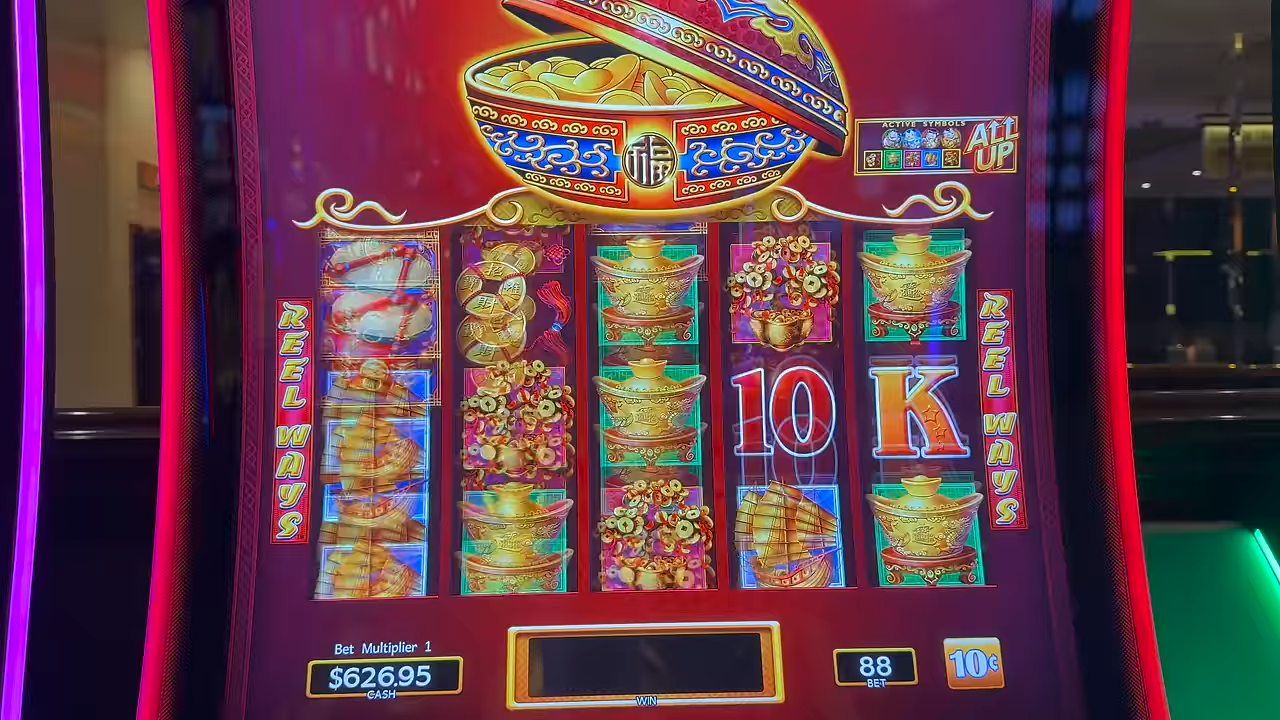 福
ACTIVE SYMBOLS
ALL
UP
REEL WAYS
REEL WAYS
10
K
Bet Multiplier 1
$626.95
CASH
WIN
88
BET
10¢